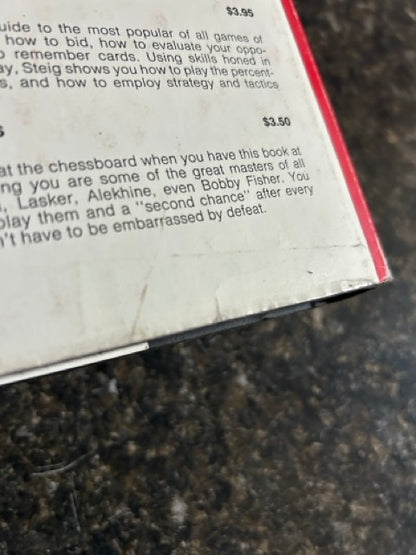 $3.95
uide to the most popular of all games of
how to bid, how to evaluate your oppo-
o remember cards. Using skills honed in
ay, Steig shows you how to play the percent-
s, and how to employ strategy and tactics
s
$3.50
at the chessboard when you have this book at
ng you are some of the great masters of all
, Lasker, Alekhine, even Bobby Fisher. You
play them and a "second chance" after every
n't have to be embarrassed by defeat.